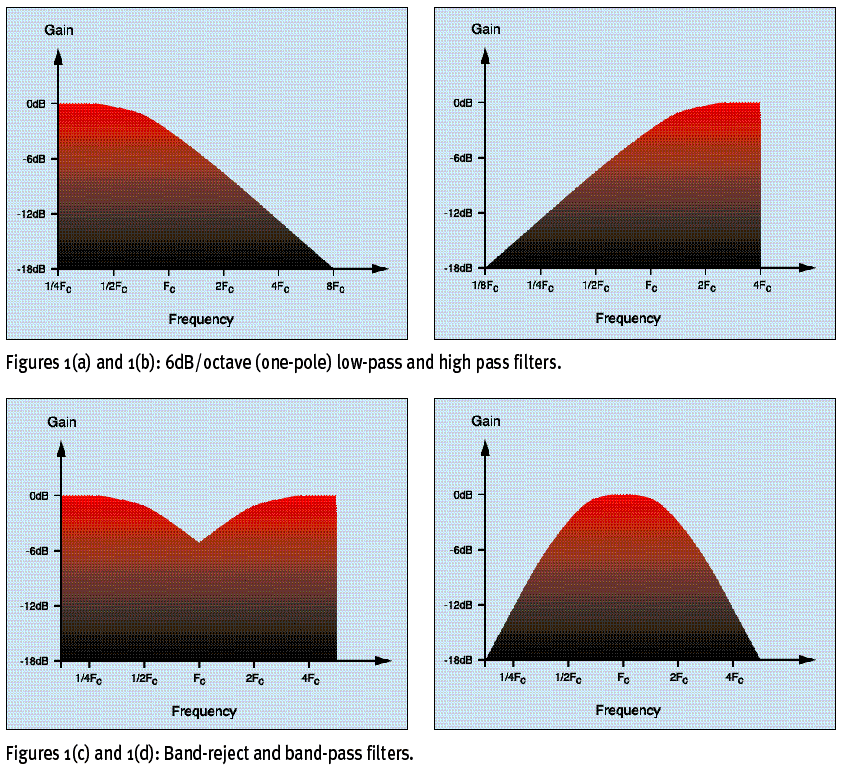 Gain
0dB
-6dB
-12dB
-18dB
1/4Fc 1/2Fc Fc 2Fc 4Fc 8Fc
Frequency
Gain
0dB
-6dB
-12dB
-18dB
1/8Fc 1/4Fc 1/2Fc Fc 2Fc 4Fc
Frequency
Figures 1(a) and 1(b): 6dB/octave (one-pole) low-pass and high pass filters.
Gain
0dB
-6dB
-12dB
-18dB
1/4Fc 1/2Fc Fc 2Fc 4Fc
Frequency
Gain
0dB
-6dB
-12dB
-18dB
1/4Fc 1/2Fc Fc 2Fc 4Fc
Frequency
Figures 1(c) and 1(d): Band-reject and band-pass filters.